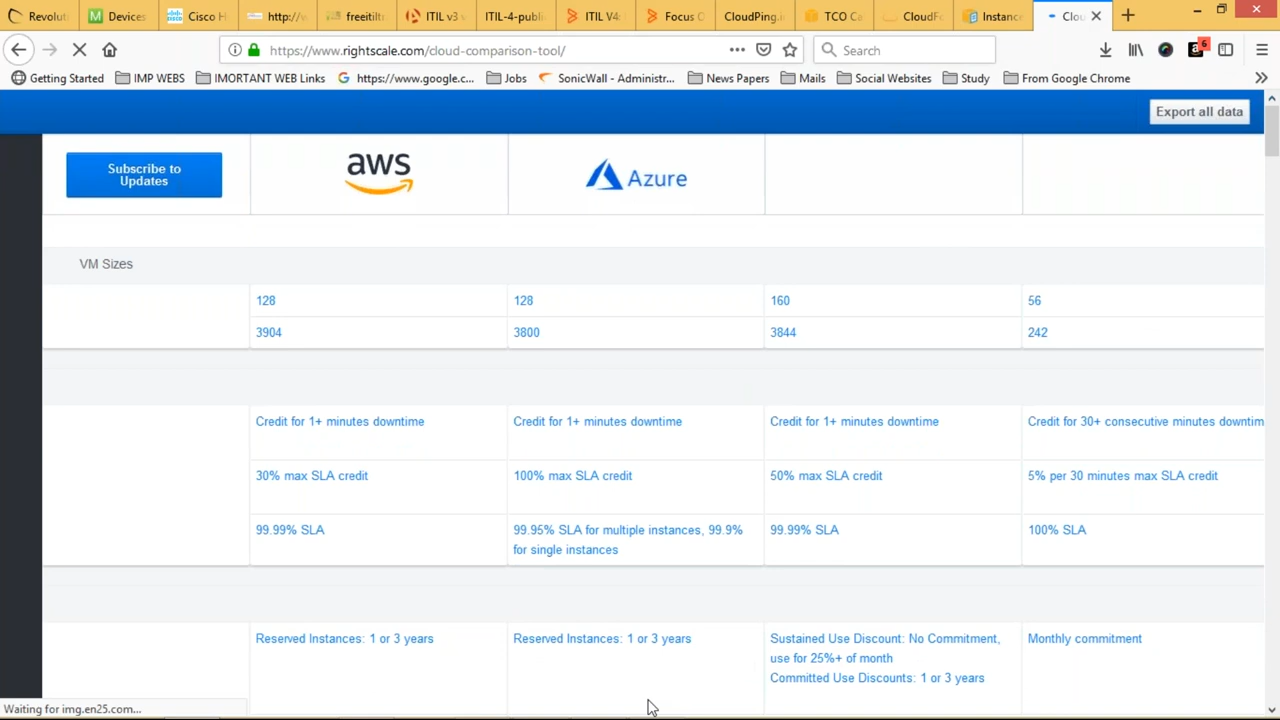 Revoluti
Devices
Cisco H
http://w
freeitiltr
ITIL v3 v
ITIL-4-publi
ITIL V4:
Focus O
CloudPing.in
TCO Ca
CloudFo
Instance
Clou
https://www.rightscale.com/cloud-comparison-tool/
Search
6
Getting Started
IMP WEBS
IMORTANT WEB Links
https://www.google.c...
Jobs
SonicWall - Administr...
News Papers
Mails
Social Websites
Study
From Google Chrome
Export all data
Subscribe to
Updates
aws
Azure
VM Sizes
128 128 160 56
3904 3800 3844 242
Credit for 1+ minutes downtime Credit for 1+ minutes downtime Credit for 1+ minutes downtime Credit for 30+ consecutive minutes downtim
30% max SLA credit 100% max SLA credit 50% max SLA credit 5% per 30 minutes max SLA credit
99.99% SLA
99.95% SLA for multiple instances, 99.9%
for single instances
99.99% SLA
100% SLA
Reserved Instances: 1 or 3 years
Reserved Instances: 1 or 3 years
Sustained Use Discount: No Commitment,
use for 25%+ of month
Committed Use Discounts: 1 or 3 years
Monthly commitment
Waiting for img.en25.com...